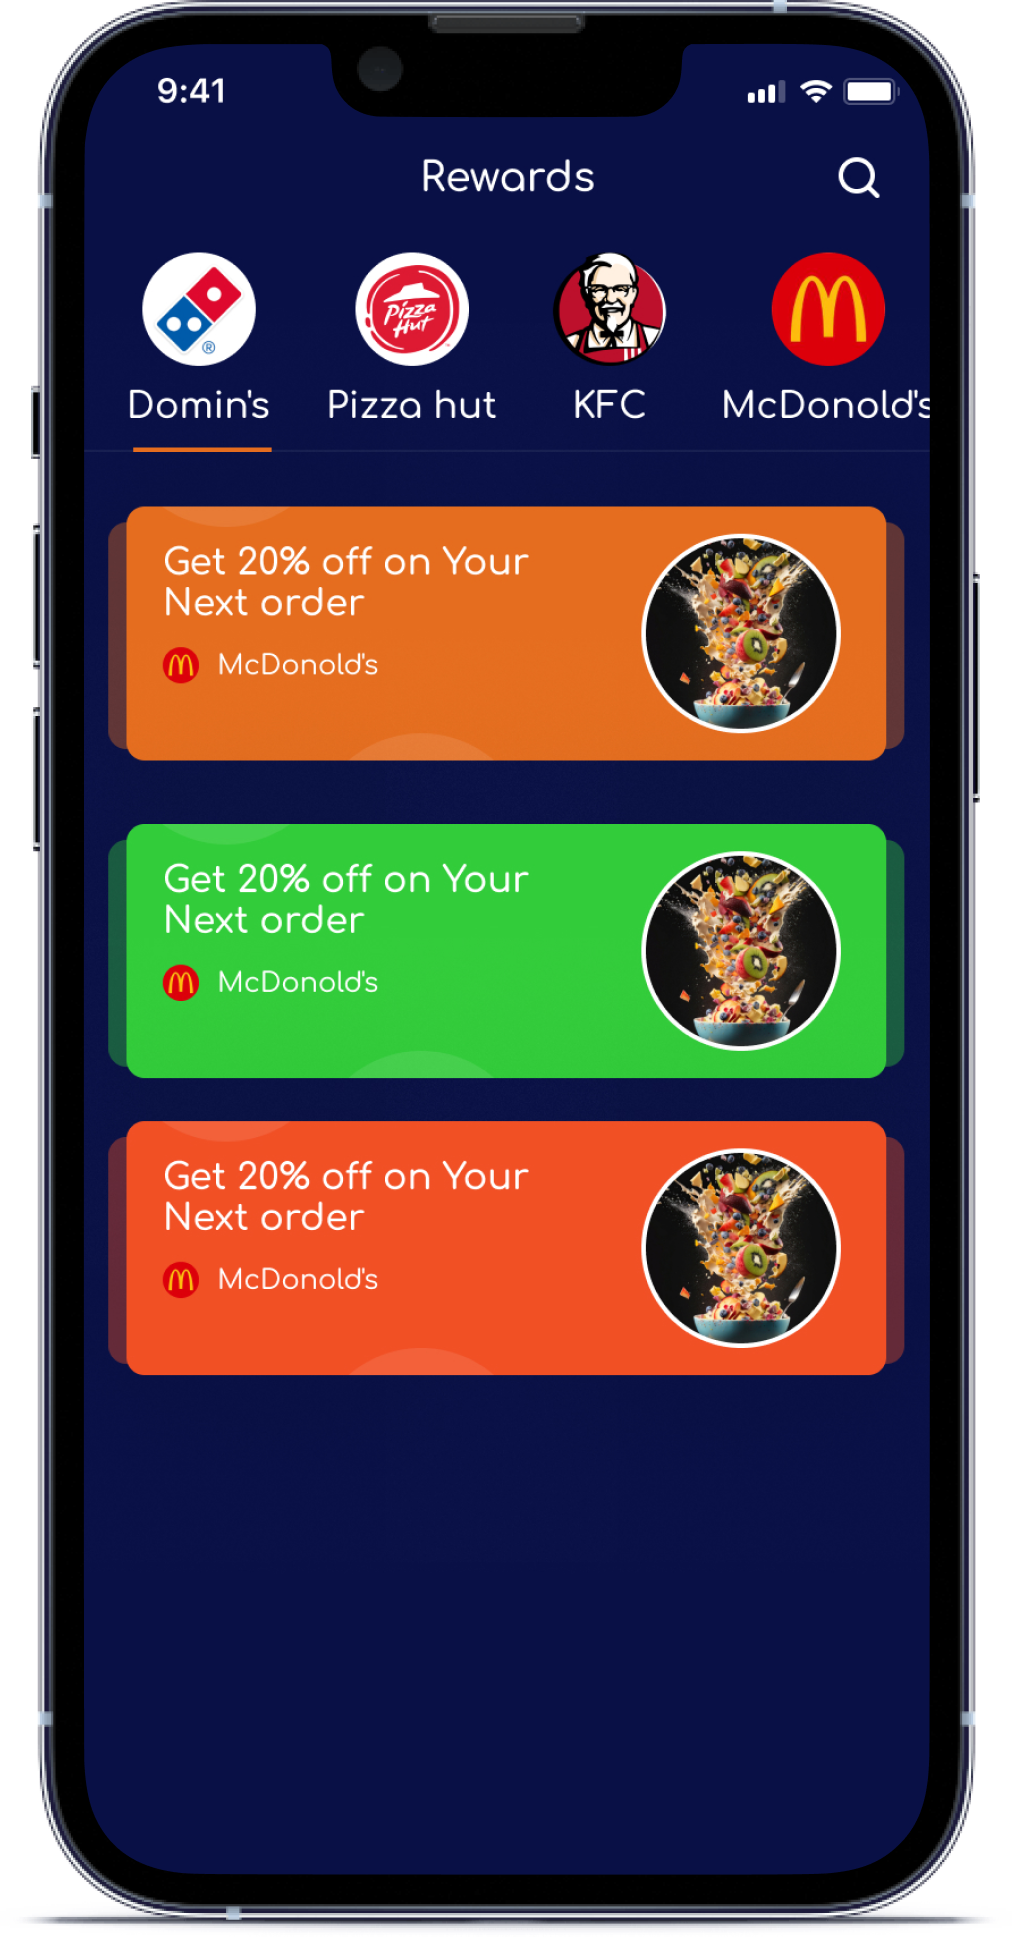 9:41
Rewards
®
Pizza
Hut
Domin's
Pizza hut
KFC
McDonold's
Get 20% off on Your
Next order
McDonold's
Get 20% off on Your
Next order
McDonold's
Get 20% off on Your
Next order
McDonold's